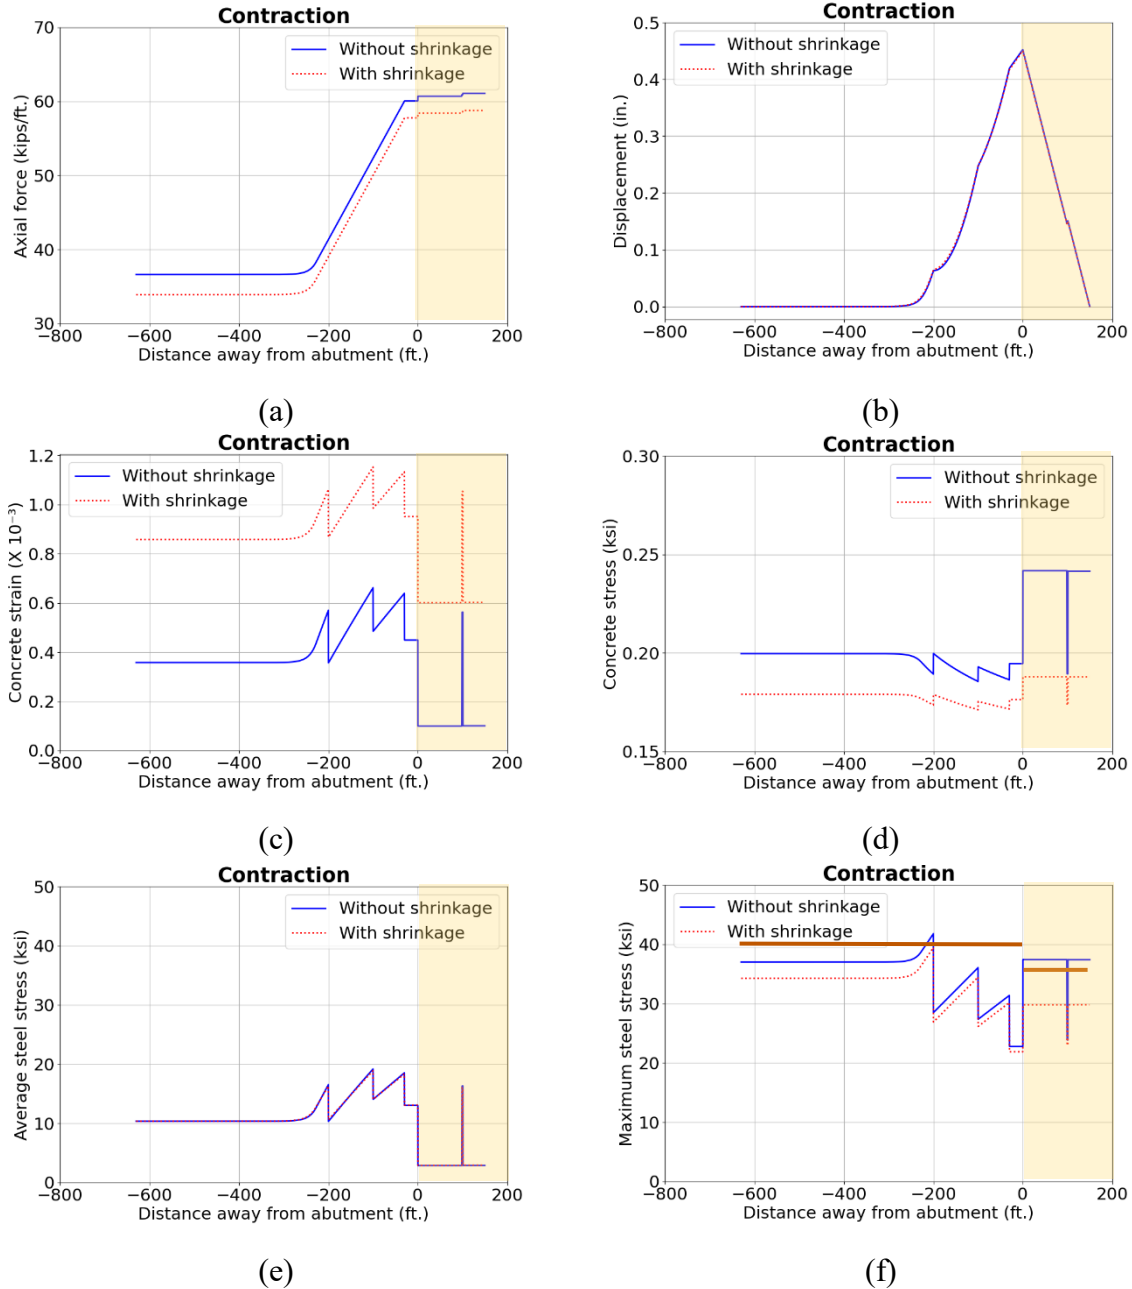 Contraction
Axial force (kips/ft.)
70
60
50
40
30
Without shrinkage
With shrinkage
−800 −600 −400 −200 0 200
Distance away from abutment (ft.)
(a)
Contraction
Displacement (in.)
0.5
0.4
0.3
0.2
0.1
0.0
Without shrinkage
With shrinkage
−800 −600 −400 −200 0 200
Distance away from abutment (ft.)
(b)
Contraction
Concrete strain (X 10⁻³)
1.2
1.0
0.8
0.6
0.4
0.2
0.0
Without shrinkage
With shrinkage
−800 −600 −400 −200 0 200
Distance away from abutment (ft.)
(c)
Contraction
Concrete stress (ksi)
0.30
0.25
0.20
0.15
Without shrinkage
With shrinkage
−800 −600 −400 −200 0 200
Distance away from abutment (ft.)
(d)
Contraction
Average steel stress (ksi)
50
40
30
20
10
0
Without shrinkage
With shrinkage
−800 −600 −400 −200 0 200
Distance away from abutment (ft.)
(e)
Contraction
Maximum steel stress (ksi)
50
40
30
20
10
0
Without shrinkage
With shrinkage
−800 −600 −400 −200 0 200
Distance away from abutment (ft.)
(f)